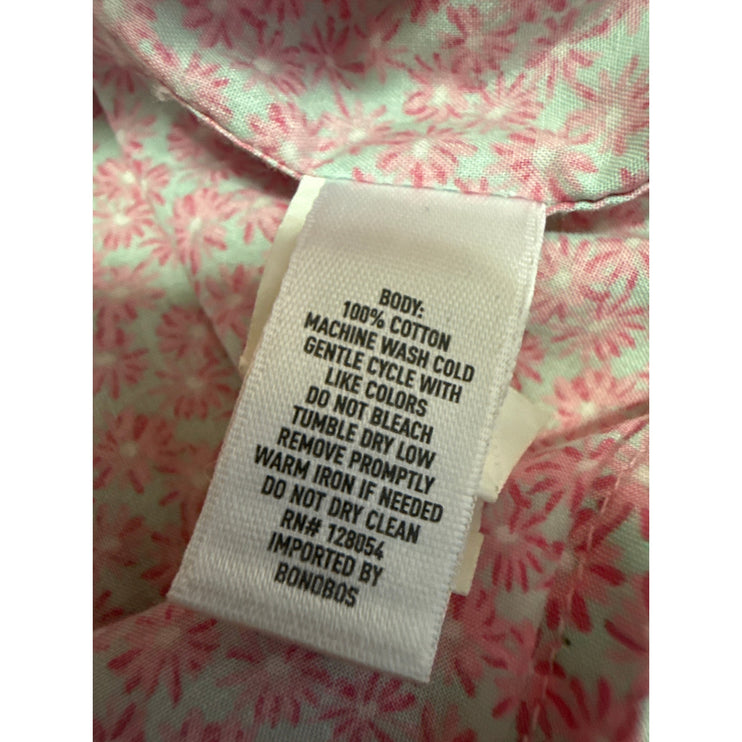 BODY:
100% COTTON
MACHINE WASH COLD
GENTLE CYCLE WITH
LIKE COLORS
DO NOT BLEACH
TUMBLE DRY LOW
REMOVE PROMPTLY
WARM IRON IF NEEDED
DO NOT DRY CLEAN
RN# 128054
IMPORTED BY
BONOBOS